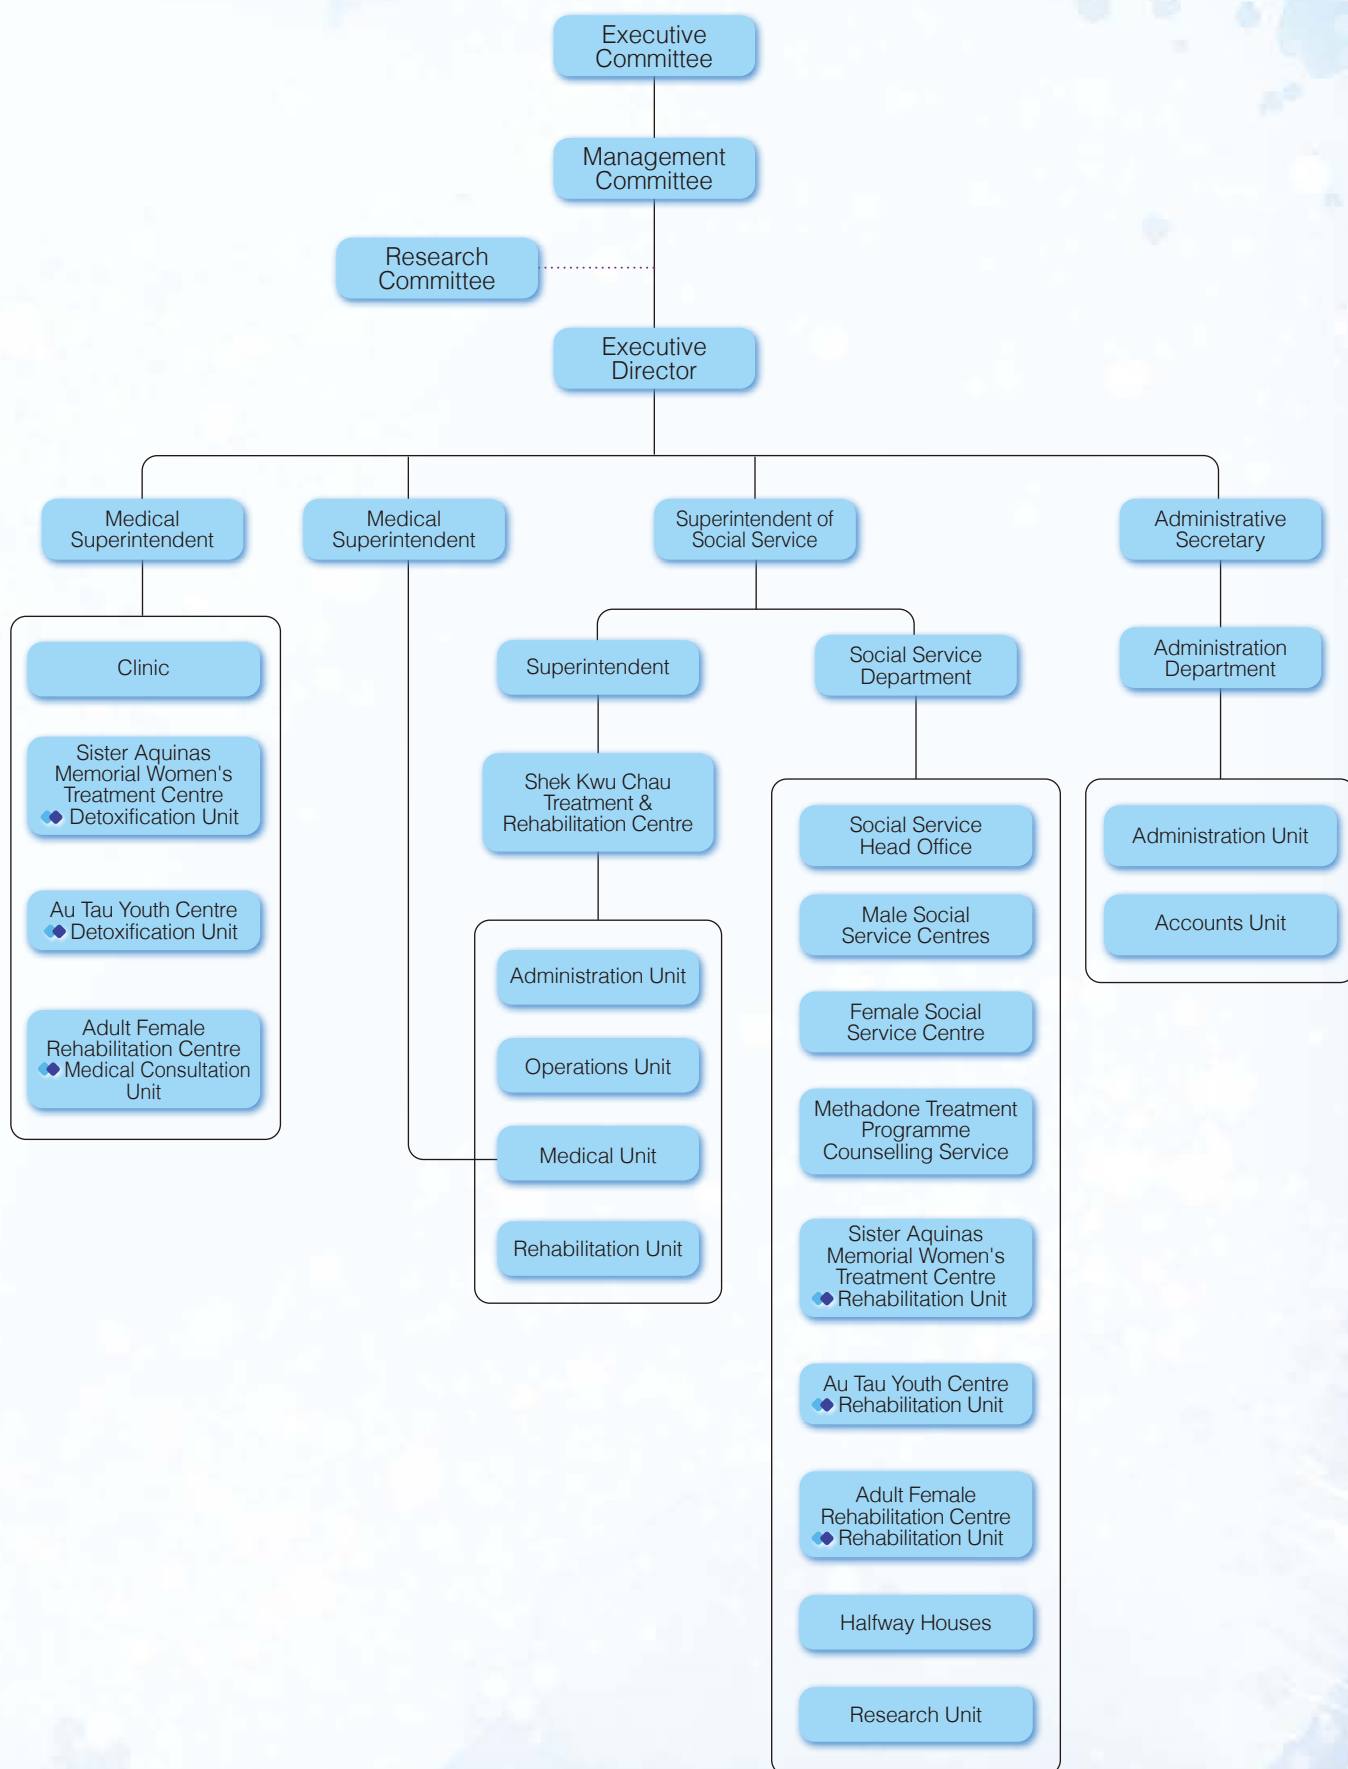 Executive
Committee
Management
Committee
Research
Committee
Executive
Director
Medical
Superintendent
Medical
Superintendent
Superintendent of
Social Service
Administrative
Secretary
Clinic
Sister Aquinas
Memorial Women's
Treatment Centre
Detoxification Unit
Au Tau Youth Centre
Detoxification Unit
Adult Female
Rehabilitation Centre
Medical Consultation
Unit
Superintendent
Shek Kwu Chau
Treatment &
Rehabilitation Centre
Administration Unit
Operations Unit
Medical Unit
Rehabilitation Unit
Social Service
Department
Social Service
Head Office
Male Social
Service Centres
Female Social
Service Centre
Methadone Treatment
Programme
Counselling Service
Sister Aquinas
Memorial Women's
Treatment Centre
Rehabilitation Unit
Au Tau Youth Centre
Rehabilitation Unit
Adult Female
Rehabilitation Centre
Rehabilitation Unit
Halfway Houses
Research Unit
Administration
Department
Administration Unit
Accounts Unit